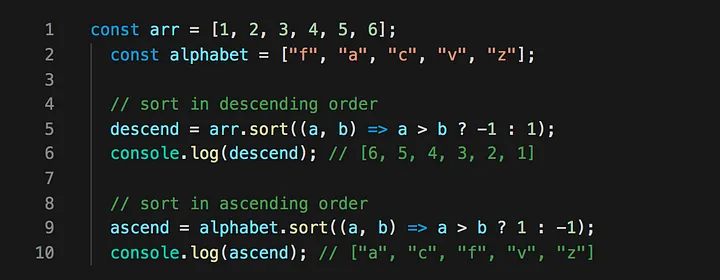 1 const arr = [1, 2, 3, 4, 5, 6];
2 const alphabet = ["f", "a", "c", "v", "z"];
3
4 // sort in descending order
5 descend = arr.sort((a, b) => a > b ? -1 : 1);
6 console.log(descend); // [6, 5, 4, 3, 2, 1]
7
8 // sort in ascending order
9 ascend = alphabet.sort((a, b) => a > b ? 1 : -1);
10 console.log(ascend); // ["a", "c", "f", "v", "z"]